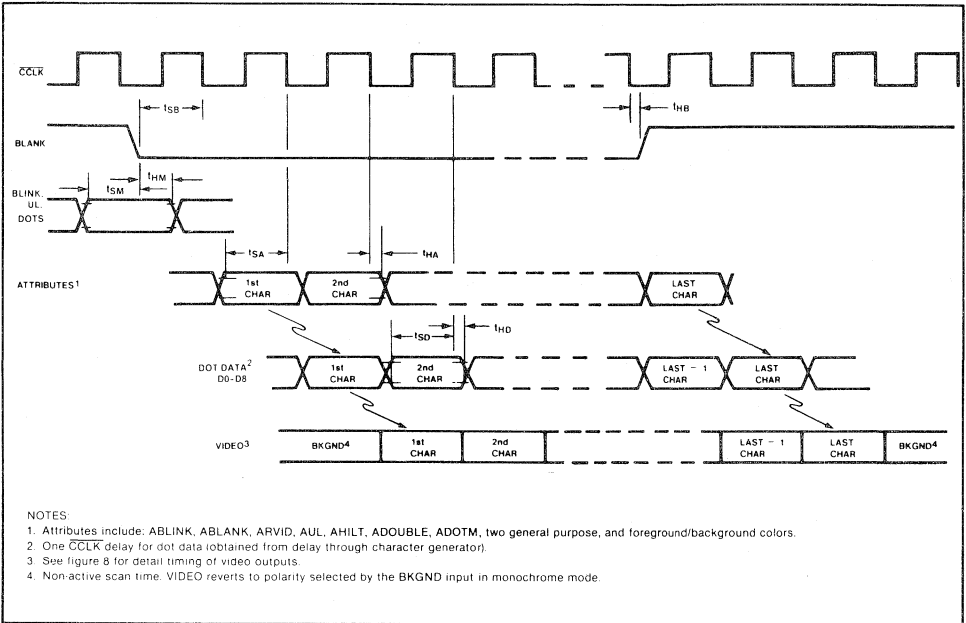 CCLK
tSB
tHB
BLANK
tHM
tSM
BLINK.
UL.
DOTS
tSA
tHA
ATTRIBUTES1
1st
CHAR
2nd
CHAR
LAST
CHAR
tSD
tHD
DOT DATA2
D0-D8
1st
CHAR
2nd
CHAR
LAST - 1
CHAR
LAST
CHAR
VIDEO3
BKGND4
1st
CHAR
2nd
CHAR
LAST - 1
CHAR
LAST
CHAR
BKGND4
NOTES:
1. Attributes include: ABLINK, ABLANK, ARVID, AUL, AHILT, ADOUBLE, ADOTM, two general purpose, and foreground/background colors.
2. One CCLK delay for dot data (obtained from delay through character generator).
3. See figure 8 for detail timing of video outputs.
4. Non-active scan time. VIDEO reverts to polarity selected by the BKGND input in monochrome mode.